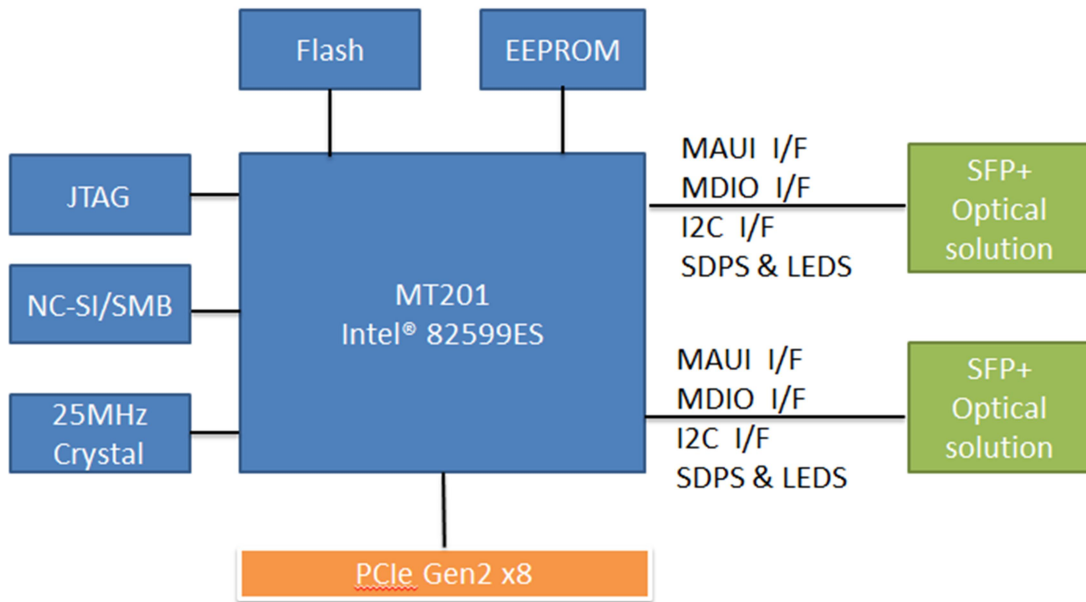 Flash
EEPROM
JTAG
NC-SI/SMB
25MHz
Crystal
MT201
Intel® 82599ES
MAUI I/F
MDIO I/F
I2C I/F
SDPS & LEDS
SFP+
Optical
solution
MAUI I/F
MDIO I/F
I2C I/F
SDPS & LEDS
SFP+
Optical
solution
PCIe Gen2 x8